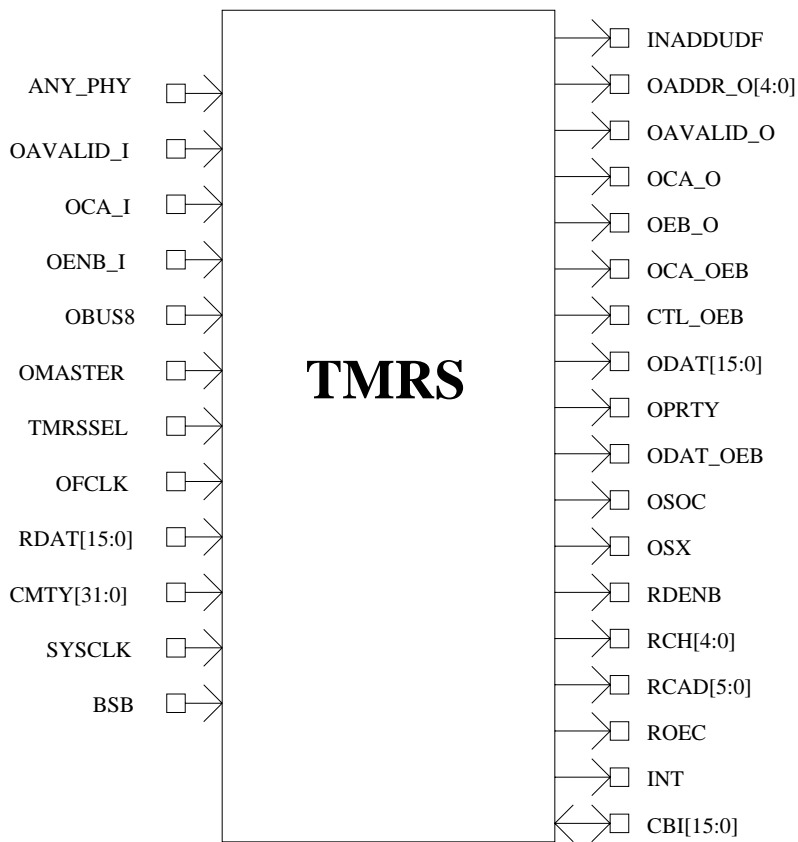 ANY_PHY
OAVALID_I
OCA_I
OENB_I
OBUS8
OMASTER
TMRSSEL
OFCLK
RDAT[15:0]
CMTY[31:0]
SYSCLK
BSB
TMRS
INADDUDF
OADDR_O[4:0]
OAVALID_O
OCA_O
OEB_O
OCA_OEB
CTL_OEB
ODAT[15:0]
OPRTY
ODAT_OEB
OSOC
OSX
RDENB
RCH[4:0]
RCAD[5:0]
ROEC
INT
CBI[15:0]